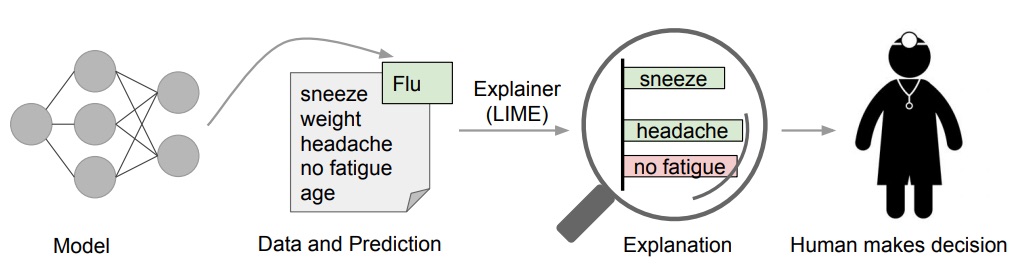 Flu
sneeze
weight
headache
no fatigue
age
Explainer
(LIME)
sneeze
headache
no fatigue
Model
Data and Prediction
Explanation
Human makes decision